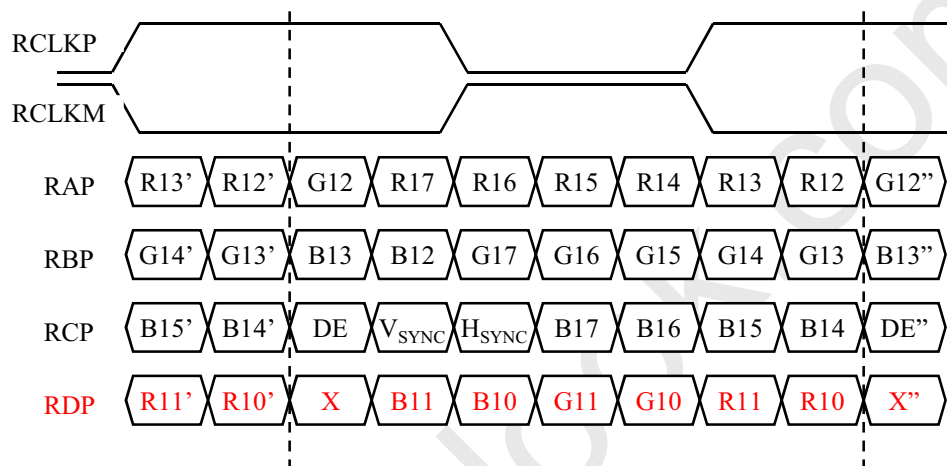 RCLKP
RCLKM
RAP R13’ R12’ G12 R17 R16 R15 R14 R13 R12 G12”
RBP G14’ G13’ B13 B12 G17 G16 G15 G14 G13 B13”
RCP B15’ B14’ DE VSYNC HSYNC B17 B16 B15 B14 DE”
RDP R11’ R10’ X B11 B10 G11 G10 R11 R10 X”